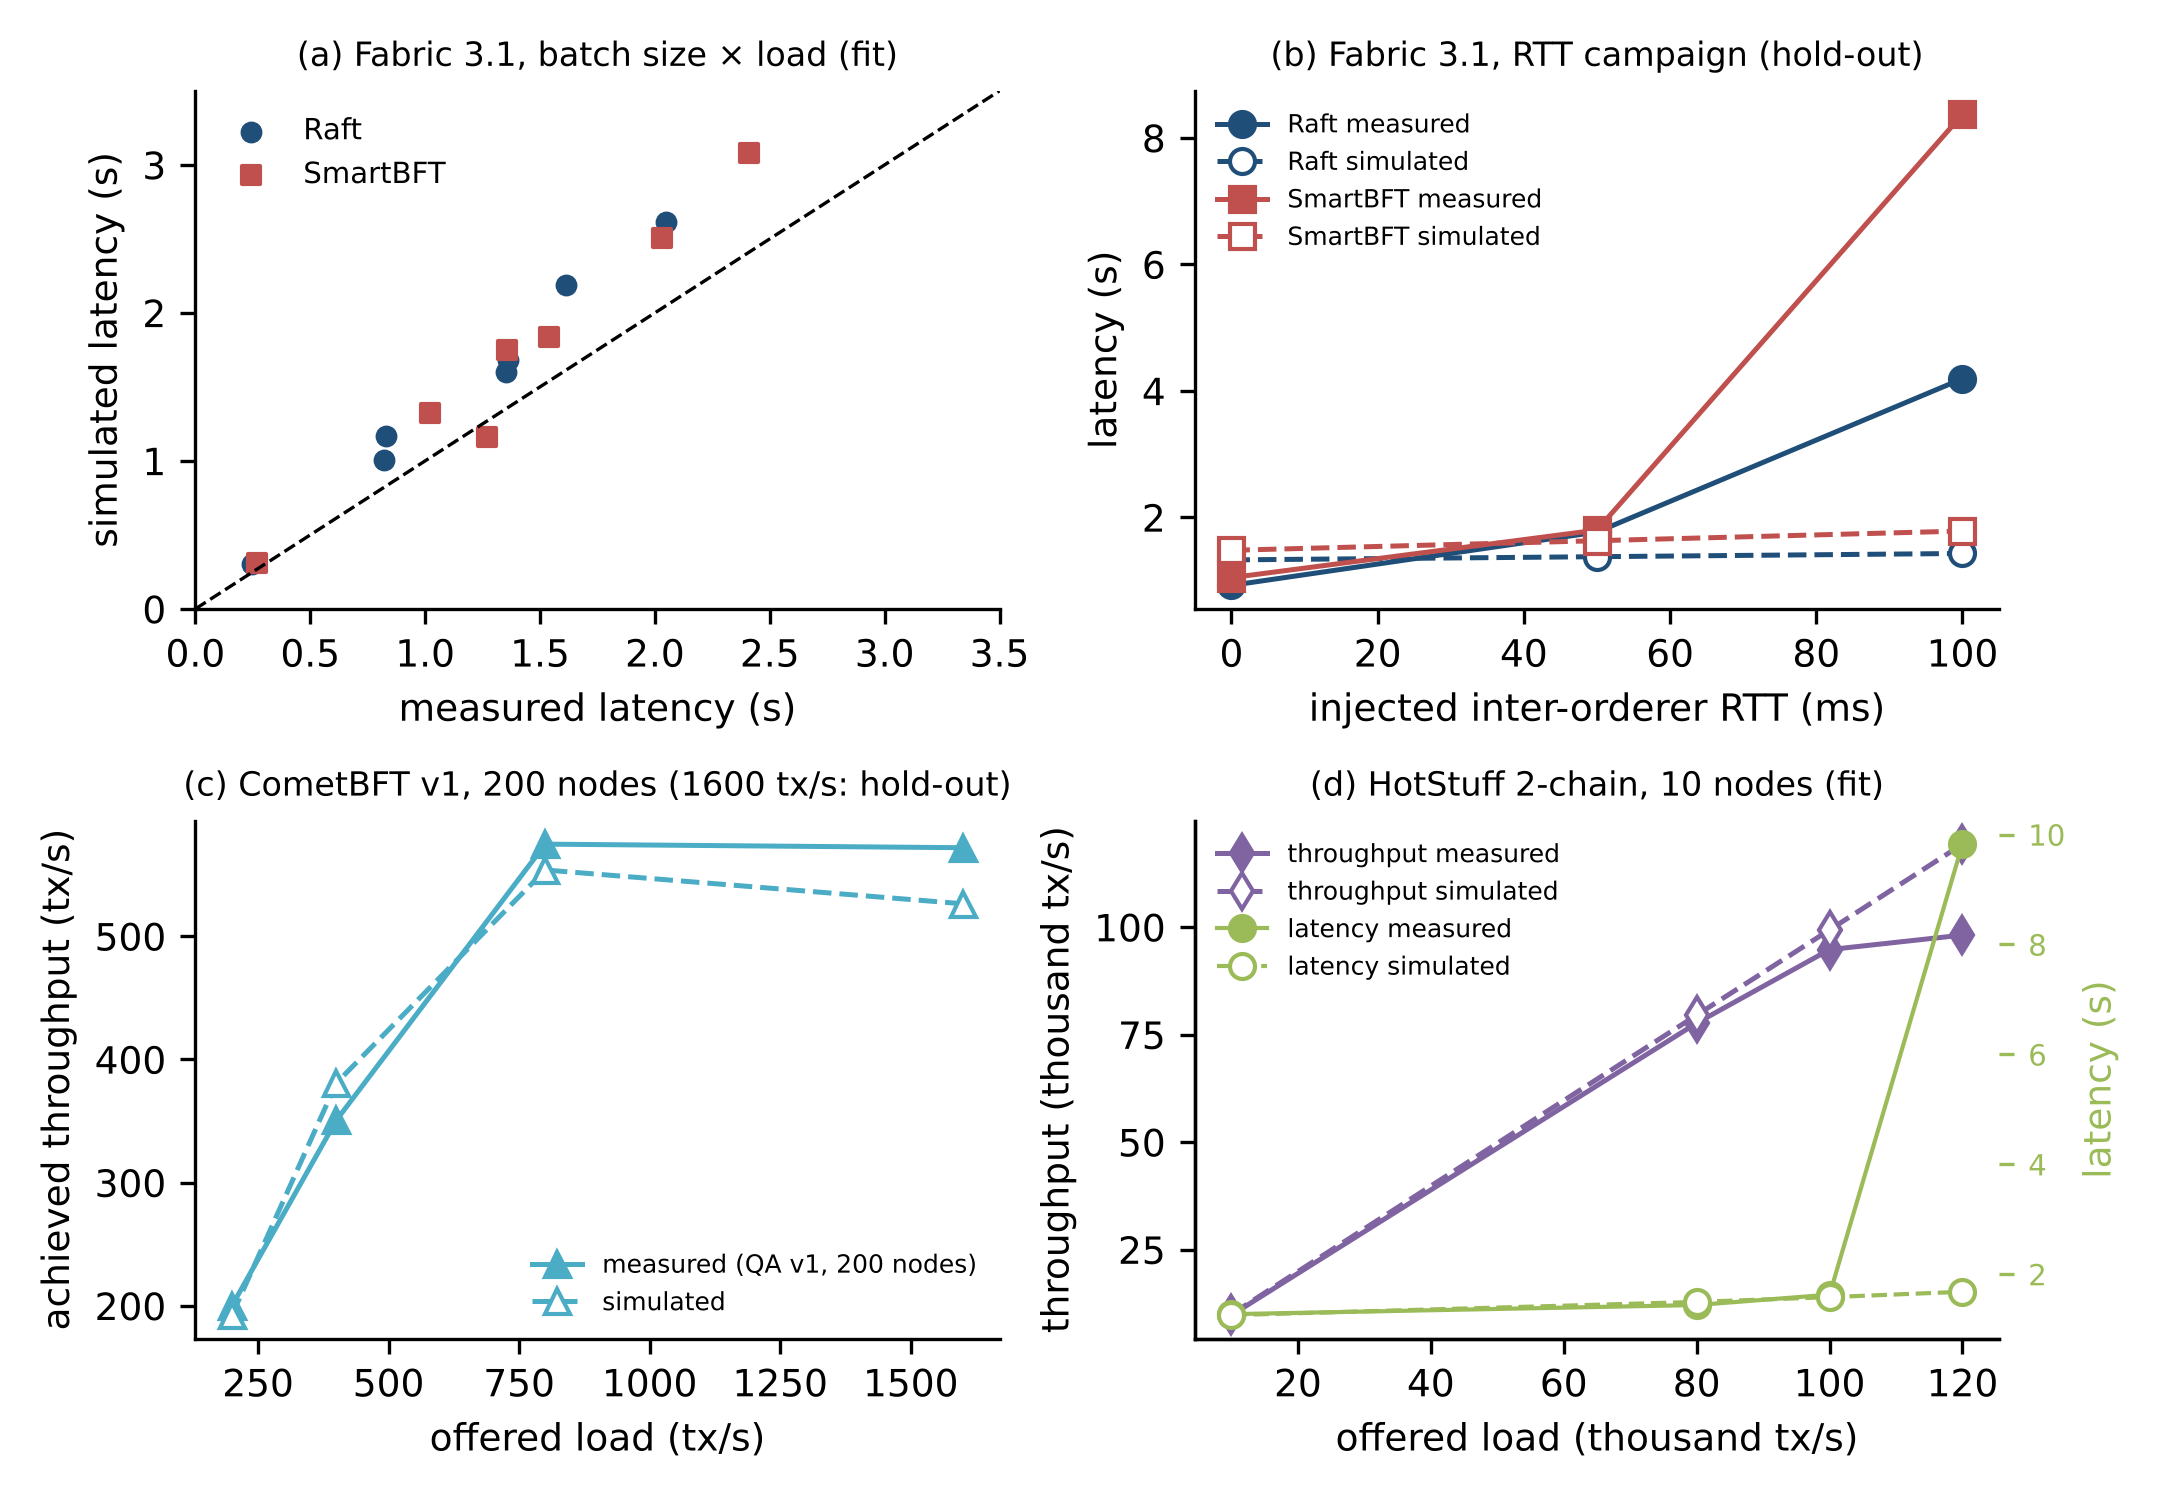 (a) Fabric 3.1, batch size × load (fit)
Raft
SmartBFT
simulated latency (s)
3
2
1
0
0.0 0.5 1.0 1.5 2.0 2.5 3.0 3.5
measured latency (s)
(b) Fabric 3.1, RTT campaign (hold-out)
Raft measured
Raft simulated
SmartBFT measured
SmartBFT simulated
latency (s)
8
6
4
2
0 20 40 60 80 100
injected inter-orderer RTT (ms)
(c) CometBFT v1, 200 nodes (1600 tx/s: hold-out)
achieved throughput (tx/s)
500
400
300
200
measured (QA v1, 200 nodes)
simulated
250 500 750 1000 1250 1500
offered load (tx/s)
(d) HotStuff 2-chain, 10 nodes (fit)
throughput measured
throughput simulated
latency measured
latency simulated
throughput (thousand tx/s)
100
75
50
25
10
8
6
4
2
latency (s)
20 40 60 80 100 120
offered load (thousand tx/s)